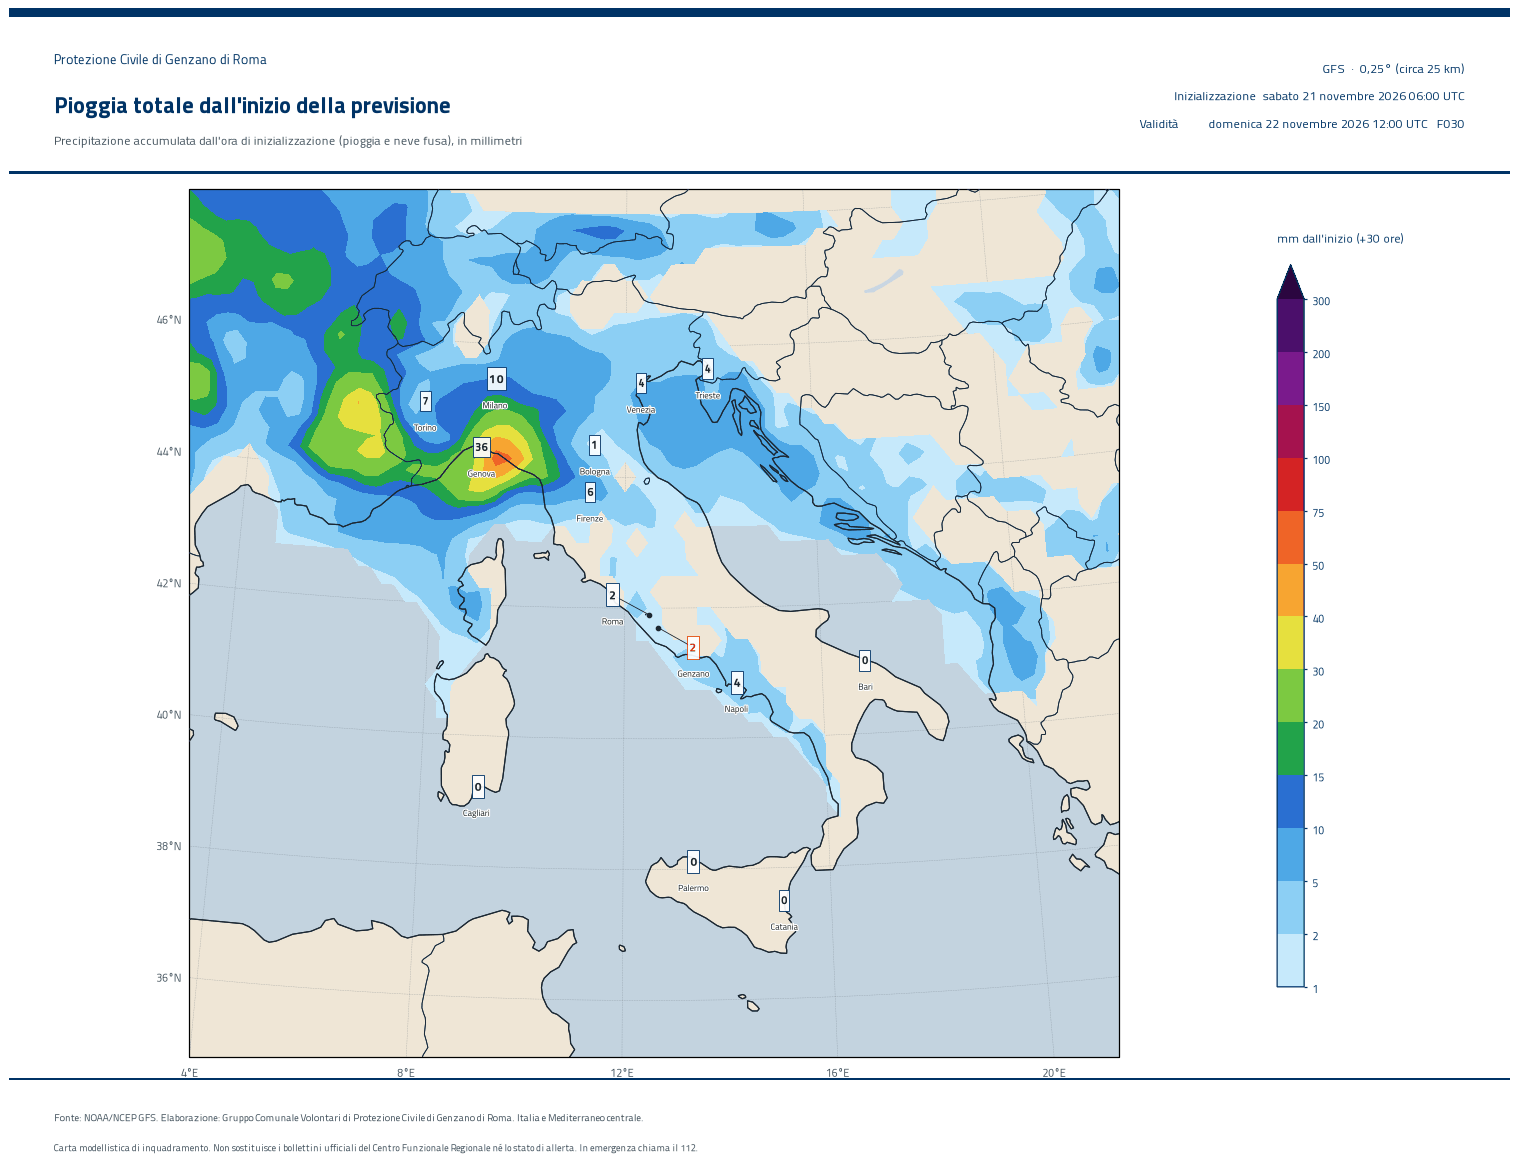 Protezione Civile di Genzano di Roma
Pioggia totale dall'inizio della previsione
Precipitazione accumulata dall'ora di inizializzazione (pioggia e neve fusa), in millimetri
GFS · 0,25° (circa 25 km)
Inizializzazione sabato 21 novembre 2026 06:00 UTC
Validità domenica 22 novembre 2026 12:00 UTC F030
mm dall'inizio (+30 ore)
300
200
150
100
75
50
40
30
20
15
10
5
2
1
46°N
44°N
42°N
40°N
38°N
36°N
4°E
8°E
12°E
16°E
20°E
10
Milano
7
Torino
4
Venezia
4
Trieste
36
Genova
1
Bologna
6
Firenze
2
Roma
2
Genzano
4
Napoli
0
Bari
0
Cagliari
0
Palermo
0
Catania
Fonte: NOAA/NCEP GFS. Elaborazione: Gruppo Comunale Volontari di Protezione Civile di Genzano di Roma. Italia e Mediterraneo centrale.
Carta modellistica di inquadramento. Non sostituisce i bollettini ufficiali del Centro Funzionale Regionale né lo stato di allerta. In emergenza chiama il 112.